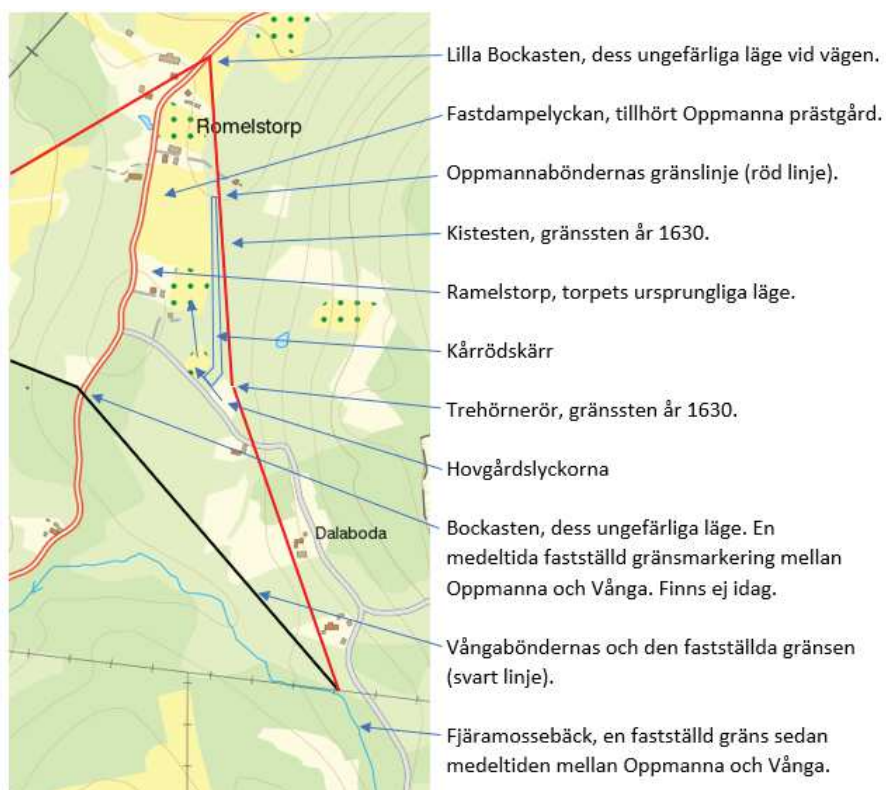 Lilla Bockasten, dess ungefärliga läge vid vägen.
Fastdampelyckan, tillhört Oppmanna prästgård.
Romelstorp
Oppmannaböndernas gränslinje (röd linje).
Kistesten, gränssten år 1630.
Ramelstorp, torpets ursprungliga läge.
Kårrödskärr
Trehörnerör, gränssten år 1630.
Hovgårdslyckorna
Bockasten, dess ungefärliga läge. En
medeltida fastställd gränsmarkering mellan
Oppmanna och Vånga. Finns ej idag.
Dalaboda
Vångaböndernas och den fastställda gränsen
(svart linje).
Fjäramossebäck, en fastställd gräns sedan
medeltiden mellan Oppmanna och Vånga.